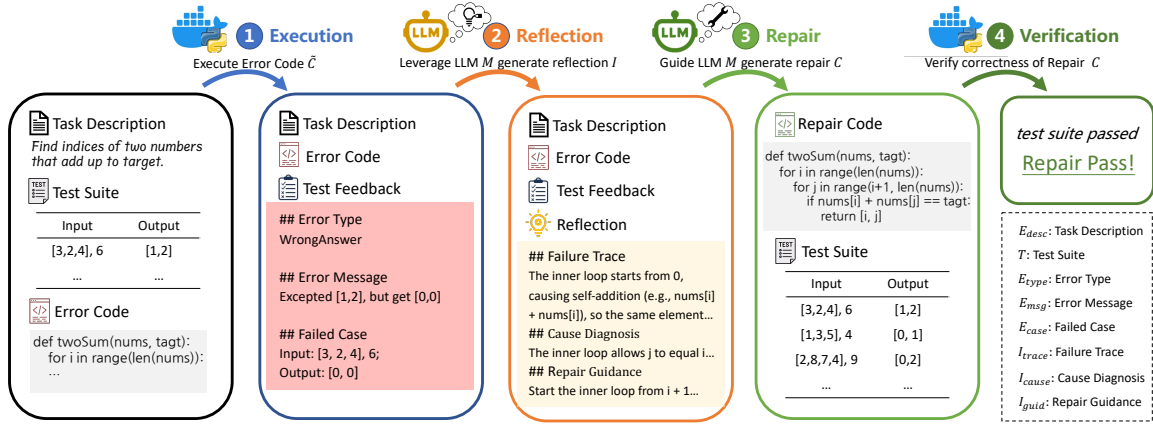 1 Execution
Execute Error Code C̃
LLM
2 Reflection
Leverage LLM M generate reflection I
LLM
3 Repair
Guide LLM M generate repair C
4 Verification
Verify correctness of Repair C
Task Description
Find indices of two numbers
that add up to target.
TEST
Test Suite
Input Output
[3,2,4], 6 [1,2]
... ...
Error Code
def twoSum(nums, tagt):
for i in range(len(nums)):
...
Task Description
Error Code
Test Feedback
## Error Type
WrongAnswer
## Error Message
Excepted [1,2], but get [0,0]
## Failed Case
Input: [3, 2, 4], 6;
Output: [0, 0]
Task Description
Error Code
Test Feedback
Reflection
## Failure Trace
The inner loop starts from 0,
causing self-addition (e.g., nums[i]
+ nums[i]), so the same element...
## Cause Diagnosis
The inner loop allows j to equal i...
## Repair Guidance
Start the inner loop from i + 1...
Repair Code
def twoSum(nums, tagt):
for i in range(len(nums)):
for j in range(i+1, len(nums)):
if nums[i] + nums[j] == tagt:
return [i, j]
TEST
Test Suite
Input Output
[3,2,4], 6 [1,2]
[1,3,5], 4 [0, 1]
[2,8,7,4], 9 [0,2]
... ...
test suite passed
Repair Pass!
E_desc: Task Description
T: Test Suite
E_type: Error Type
E_msg: Error Message
E_case: Failed Case
I_trace: Failure Trace
I_cause: Cause Diagnosis
I_guid: Repair Guidance